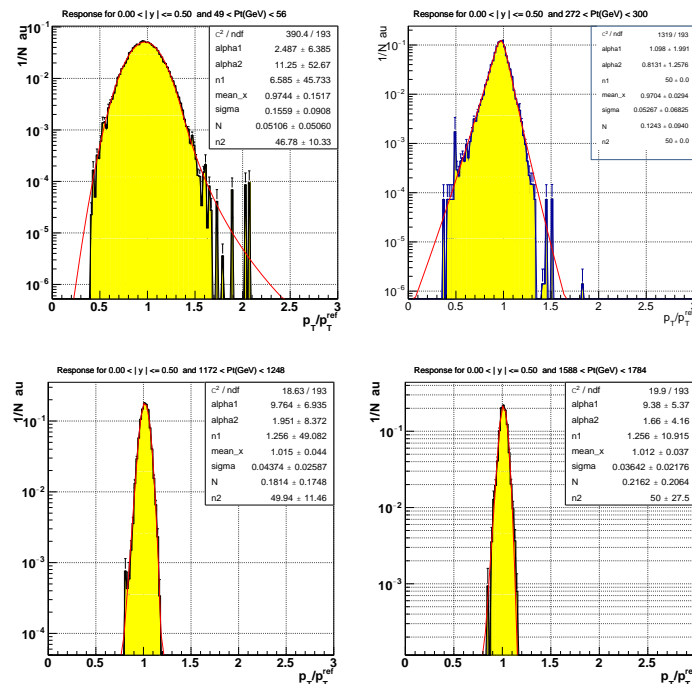 Response for 0.00 < | y | <= 0.50 and 49 < Pt(GeV) < 56
1/N au
c² / ndf 390.4 / 193
alpha1 2.487 ± 6.385
alpha2 11.25 ± 52.67
n1 6.585 ± 45.733
mean_x 0.9744 ± 0.1517
sigma 0.1559 ± 0.0908
N 0.05106 ± 0.05060
n2 46.78 ± 10.33
10⁻¹
10⁻²
10⁻³
10⁻⁴
10⁻⁵
10⁻⁶
0 0.5 1 1.5 2 2.5 3
p_T/p_T^ref
Response for 0.00 < | y | <= 0.50 and 272 < Pt(GeV) < 300
1/N au
c² / ndf 1319 / 193
alpha1 1.098 ± 1.991
alpha2 0.8131 ± 1.2576
n1 50 ± 0.0
mean_x 0.9704 ± 0.0294
sigma 0.05267 ± 0.06825
N 0.1243 ± 0.0940
n2 50 ± 0.0
10⁻¹
10⁻²
10⁻³
10⁻⁴
10⁻⁵
10⁻⁶
0 0.5 1 1.5 2 2.5 3
p_T/p_T^ref
Response for 0.00 < | y | <= 0.50 and 1172 < Pt(GeV) < 1248
1/N au
c² / ndf 18.63 / 193
alpha1 9.764 ± 6.935
alpha2 1.951 ± 8.372
n1 1.256 ± 49.082
mean_x 1.015 ± 0.044
sigma 0.04374 ± 0.02587
N 0.1814 ± 0.1748
n2 49.94 ± 11.46
10⁻¹
10⁻²
10⁻³
10⁻⁴
0 0.5 1 1.5 2 2.5 3
p_T/p_T^ref
Response for 0.00 < | y | <= 0.50 and 1588 < Pt(GeV) < 1784
1/N au
c² / ndf 19.9 / 193
alpha1 9.38 ± 5.37
alpha2 1.66 ± 4.16
n1 1.256 ± 10.915
mean_x 1.012 ± 0.037
sigma 0.03642 ± 0.02176
N 0.2162 ± 0.2064
n2 50 ± 27.5
10⁻¹
10⁻²
10⁻³
0 0.5 1 1.5 2 2.5 3
p_T/p_T^ref